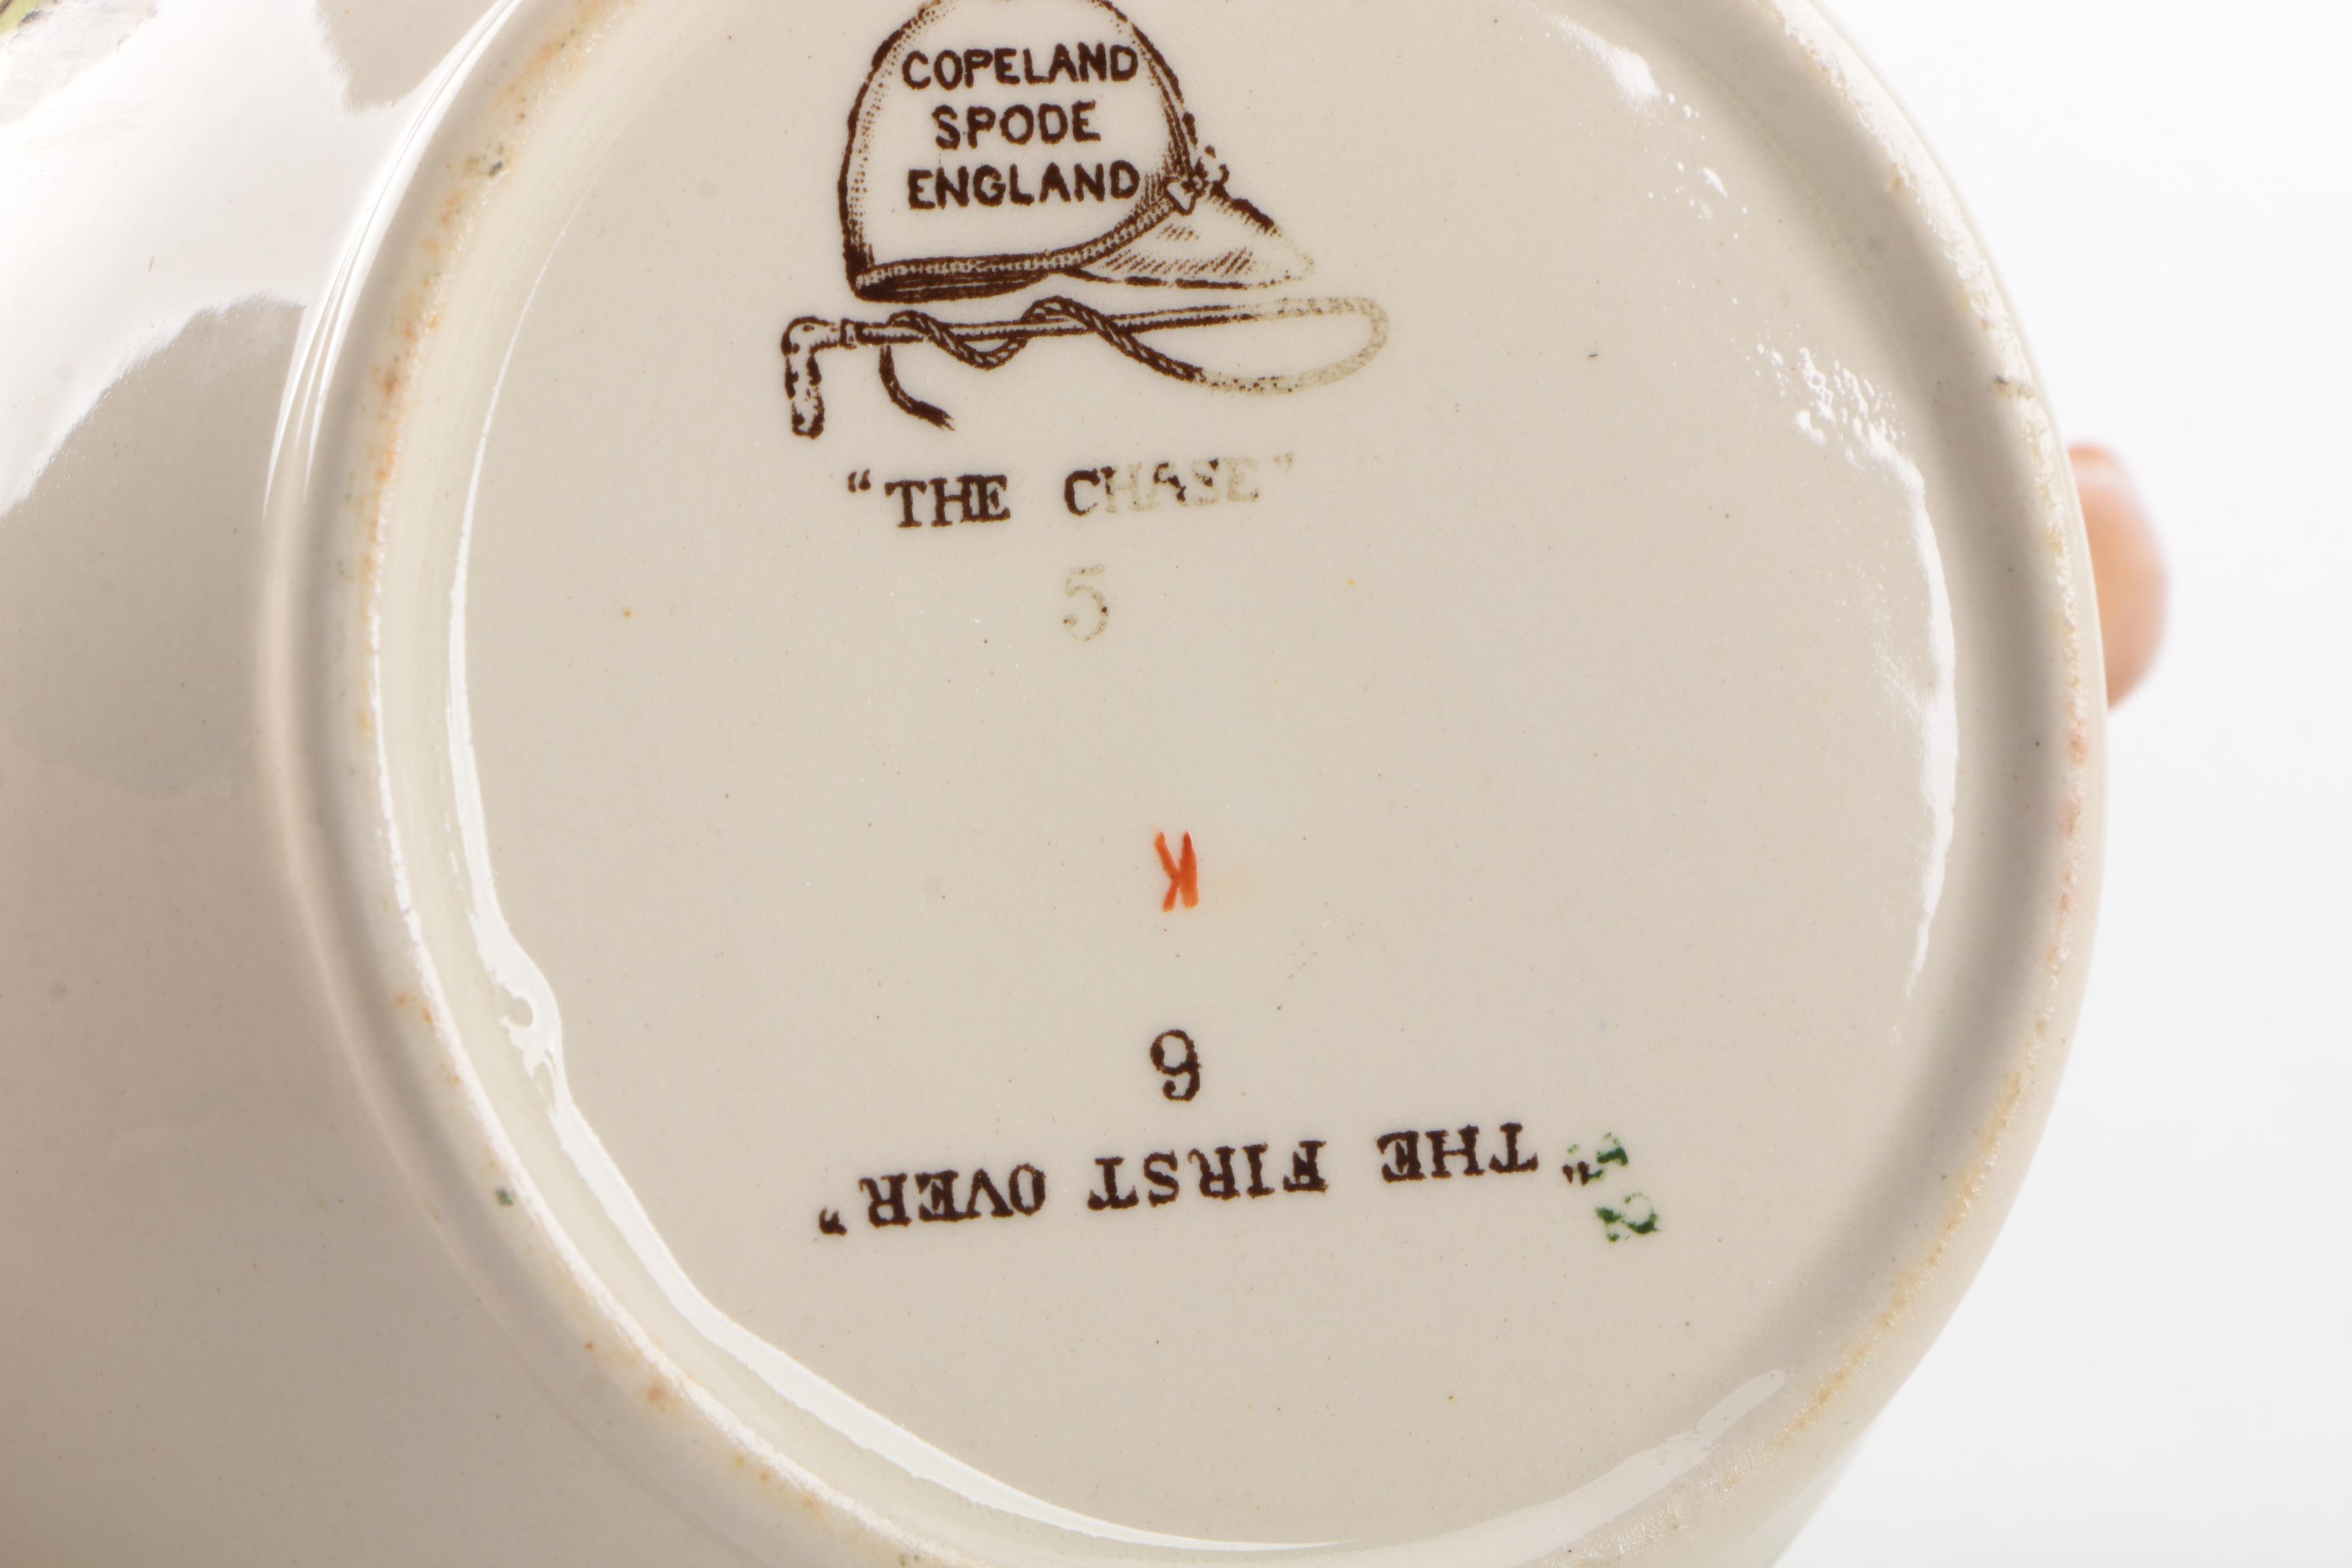 COPELAND
SPODE
ENGLAND
"THE CHASE"
5
K
"THE FIRST OVER"
6